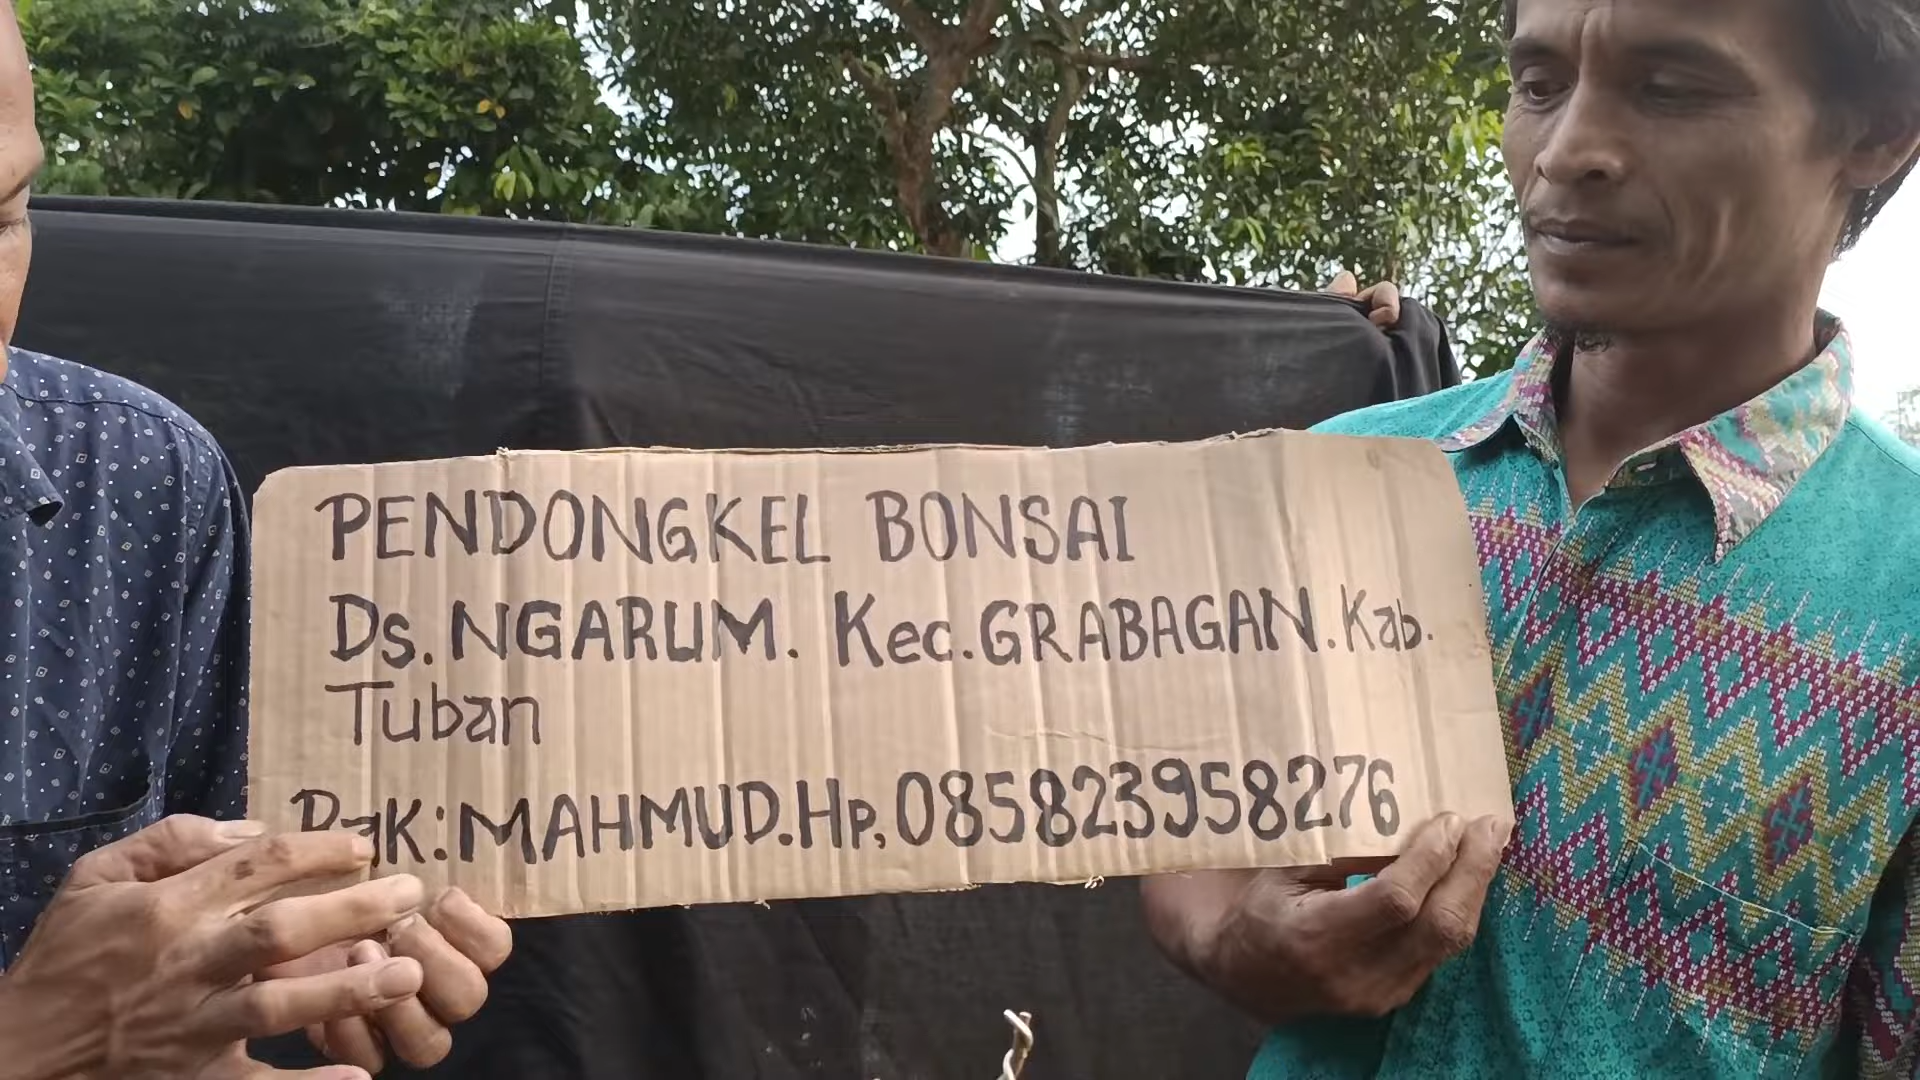 PENDONGKEL BONSAI
Ds. NGARUM. Kec. GRABAGAN. Kab.
Tuban
Pak: MAHMUD. Hp, 085823958276